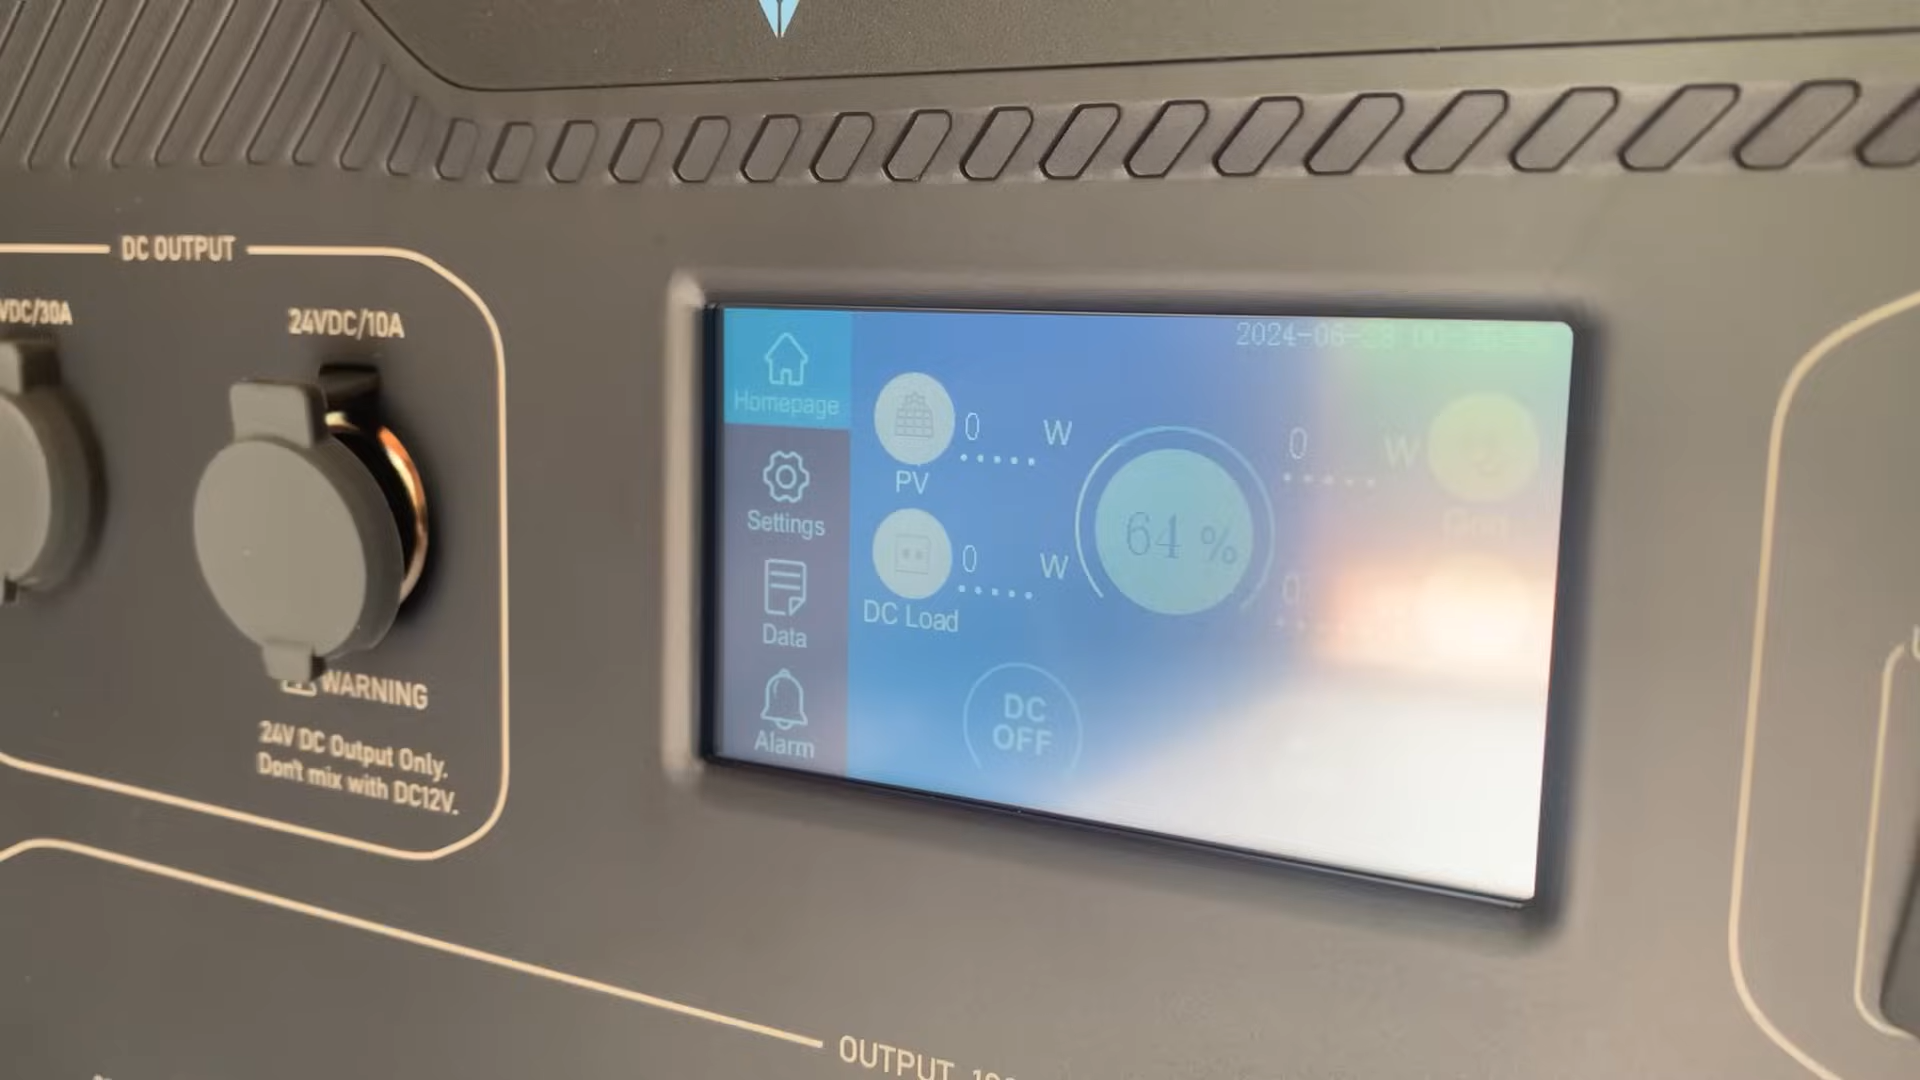 DC OUTPUT
VDC/30A
24VDC/10A
WARNING
24V DC Output Only.
Don't mix with DC12V.
Homepage
Settings
Data
Alarm
0 W
PV
0 W
DC Load
64 %
0 W
DC
OFF
OUTPUT